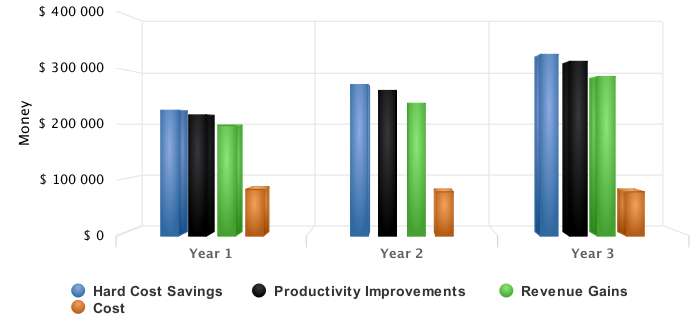 $ 400 000
$ 300 000
$ 200 000
$ 100 000
$ 0
Money
Year 1 Year 2 Year 3
Hard Cost Savings Productivity Improvements Revenue Gains
Cost